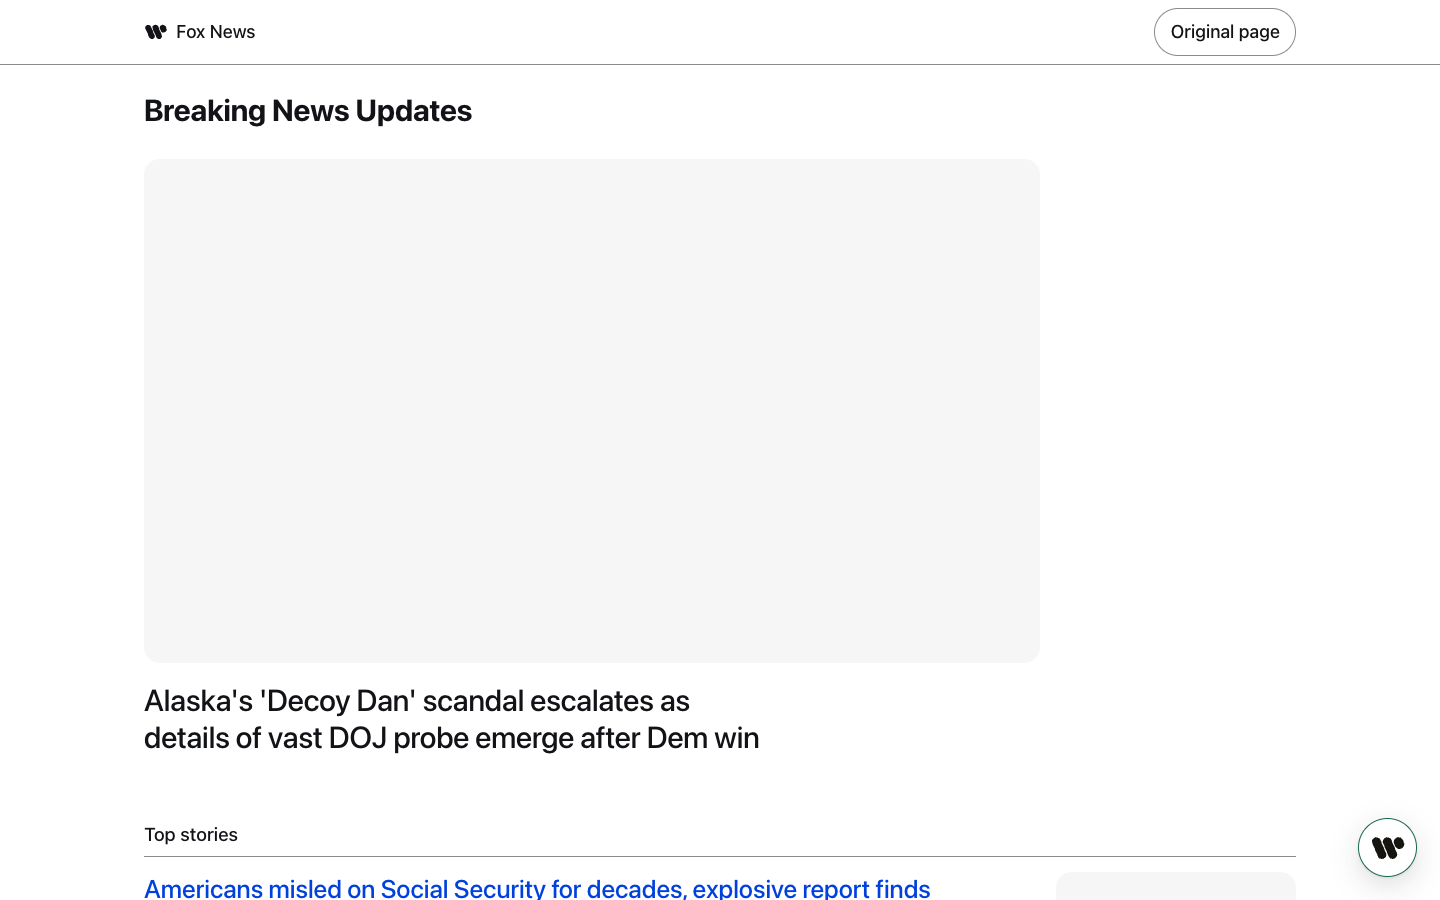 Fox News
Original page
Breaking News Updates
Alaska's 'Decoy Dan' scandal escalates as
details of vast DOJ probe emerge after Dem win
Top stories
Americans misled on Social Security for decades, explosive report finds